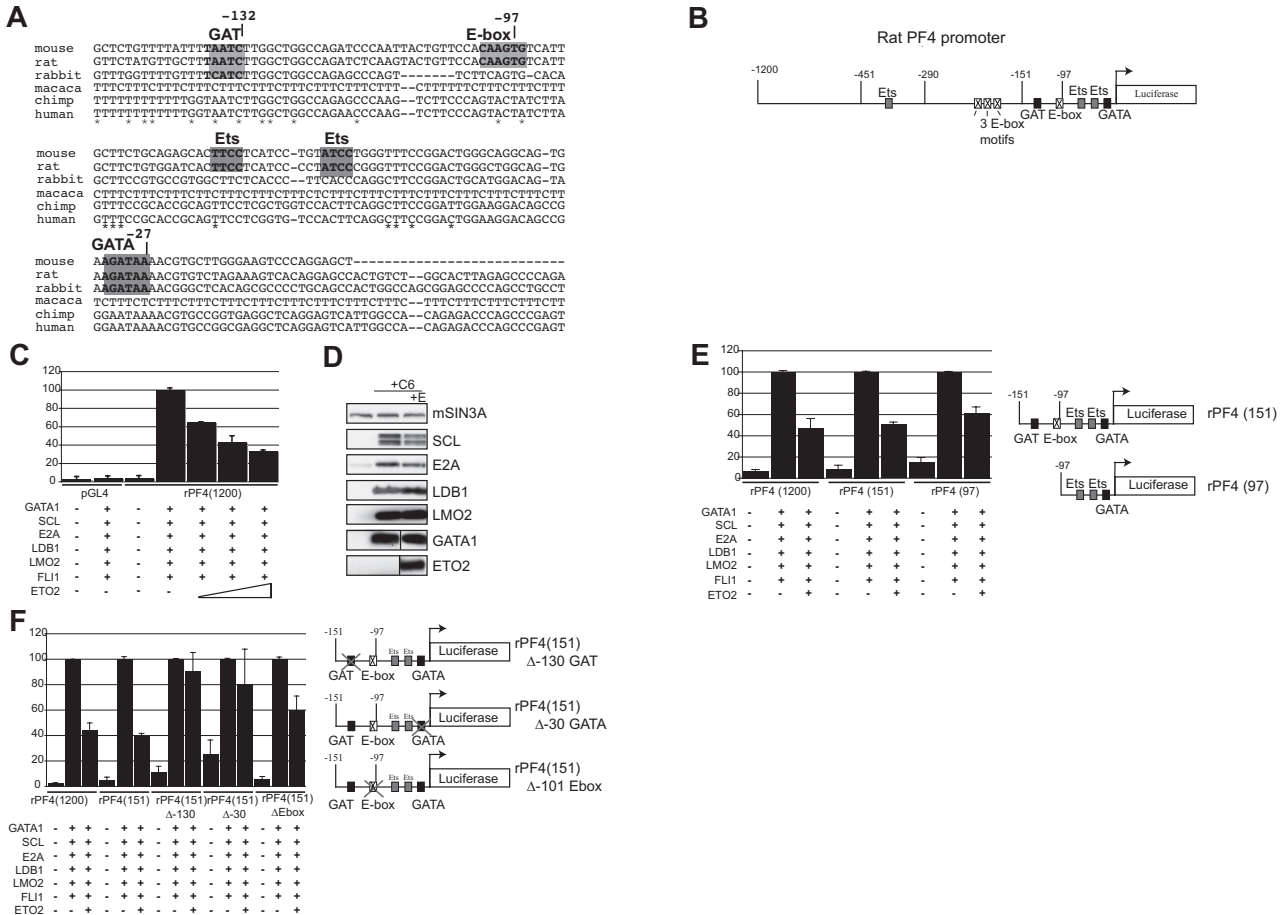 A
-132
-97
GAT
E-box
mouse GCTCTGTTTTATTTTAATCTTGGCTGGCCAGATCCCAATTACTGTTCCACAAGTGTCATT
rat GTTCTATGTTGCTTTAATCTTGGCTGGCCAGATCTCAAGTACTGTTCCACAAGTGTCATT
rabbit GTTTGGTTTTGTTTTCATCTTGGCTGGCCAGAGCCCAGT-------TCTTCAGTG-CACA
macaca
chimp
human
* * ** * * * ** * * * *
Ets
Ets
mouse GCTTCTGCAGAGCACTTCCTCATCC-TGTATCCTGGGTTTCCGGACTGGGCAGGCAG-TG
rat GCTTCTGTGGATCACTTCCTCATCC-CCTATCCCGGGTTTCCGGACTGGGCTGGCAG-TG
rabbit GCTTCCGTGCCGTGGCTTCTCACCC-TTCACCCAGGCTTCCGGACTGCATGGACAG-TA
macaca
chimp GTTTCCGCACCGCAGTTCCTCGCTGGTCCACTTCAGGCTTCCGGATTGGAAGGACAGCCG
human GTTTCCGCACCGCAGTTCCTCGGTG-TCCACTTCAGGCTTCCGGACTGGAAGGACAGCCG
*** * ** * *
GATA
-27
mouse AAGATAAAACGTGCTTGGGAAGTCCCAGGAGCT
rat AAGATAAAACGTGTCTAGAAAGTCACAGGAGCCACTGTCT--GGCACTTAGAGCCCCAGA
rabbit AAGATAAAACGGGCTCACAGCGCCCCTGCAGCCACTGGCCAGCGGAGCCCCAGCCTGCCT
macaca TCTTTCTCTTTCTTTCTTTCTTTCTTTCTTTCTTTCTTTC--TTTCTTTCTTTCTTTCTT
chimp GGAATAAAACGTGCCGGTGAGGCTCAGGAGTCATTGGCCA--CAGAGACCCAGCCCGAGT
human GGAATAAAACGTGCCGGCGAGGCTCAGGAGTCATTGGCCA--CAGAGACCCAGCCCGAGT
B
Rat PF4 promoter
-1200 -451 -290 -151 -97
Ets
Ets Ets
Luciferase
3 E-box motifs
GAT E-box GATA
C
120
100
80
60
40
20
0
pGL4 rPF4(1200)
GATA1 - + - + + + +
SCL - + - + + + +
E2A - + - + + + +
LDB1 - + - + + + +
LMO2 - + - + + + +
FLI1 - + - + + + +
ETO2 - - - -
D
+C6
+E
mSIN3A
SCL
E2A
LDB1
LMO2
GATA1
ETO2
E
120
100
80
60
40
20
0
rPF4 (1200) rPF4 (151) rPF4 (97)
GATA1 - + + - + + - + +
SCL - + + - + + - + +
E2A - + + - + + - + +
LDB1 - + + - + + - + +
LMO2 - + + - + + - + +
FLI1 - + + - + + - + +
ETO2 - - + - - + - - +
-151 -97
Ets Ets
Luciferase
rPF4 (151)
GAT E-box GATA
-97
Ets Ets
Luciferase
rPF4 (97)
GATA
F
120
100
80
60
40
20
0
rPF4(1200) rPF4(151) rPF4(151) rPF4(151) rPF4(151)
Δ-130 Δ-30 ΔEbox
GATA1 - + + - + + - + + - + + - + +
SCL - + + - + + - + + - + + - + +
E2A - + + - + + - + + - + + - + +
LDB1 - + + - + + - + + - + + - + +
LMO2 - + + - + + - + + - + + - + +
FLI1 - + + - + + - + + - + + - + +
ETO2 - - + - - + - - + - - + - - +
-151 -97
Ets Ets
Luciferase
rPF4(151)
Δ-130 GAT
GAT E-box GATA
-151 -97
Ets Ets
Luciferase
rPF4(151)
Δ-30 GATA
GAT E-box GATA
-151 -97
Ets Ets
Luciferase
rPF4(151)
Δ-101 Ebox
GAT E-box GATA